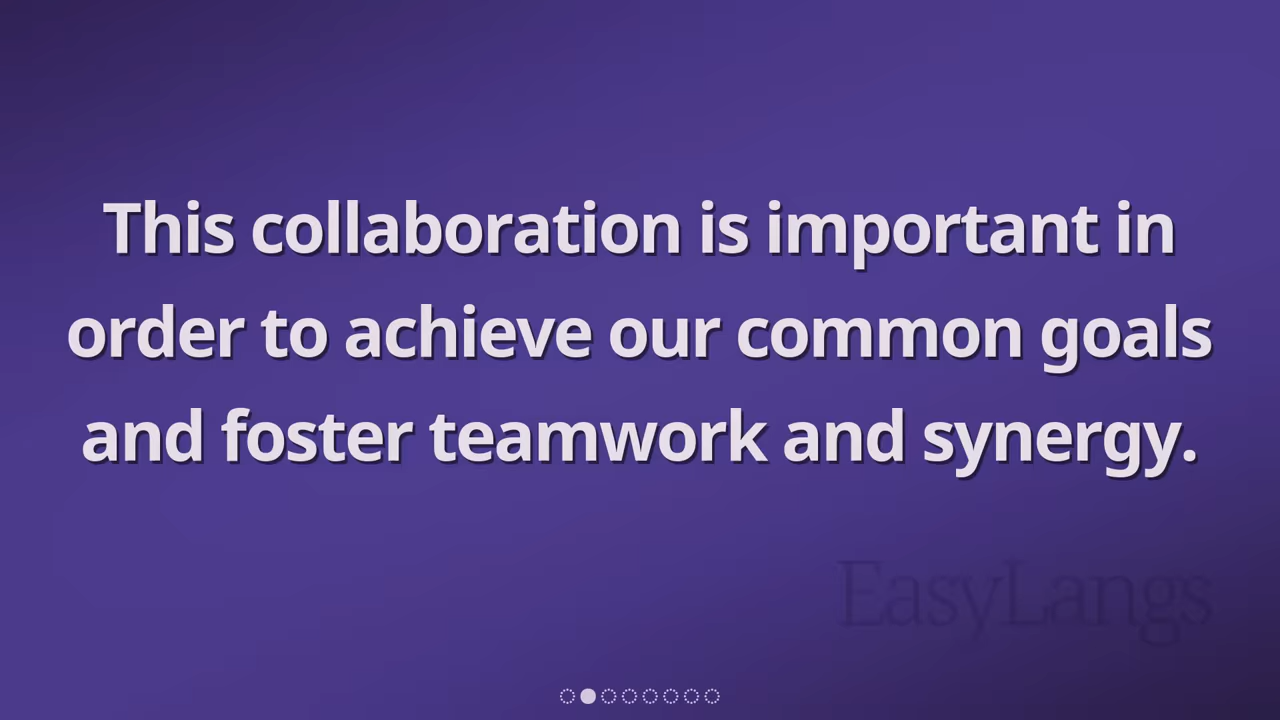 This collaboration is important in
order to achieve our common goals
and foster teamwork and synergy.
EasyLangs